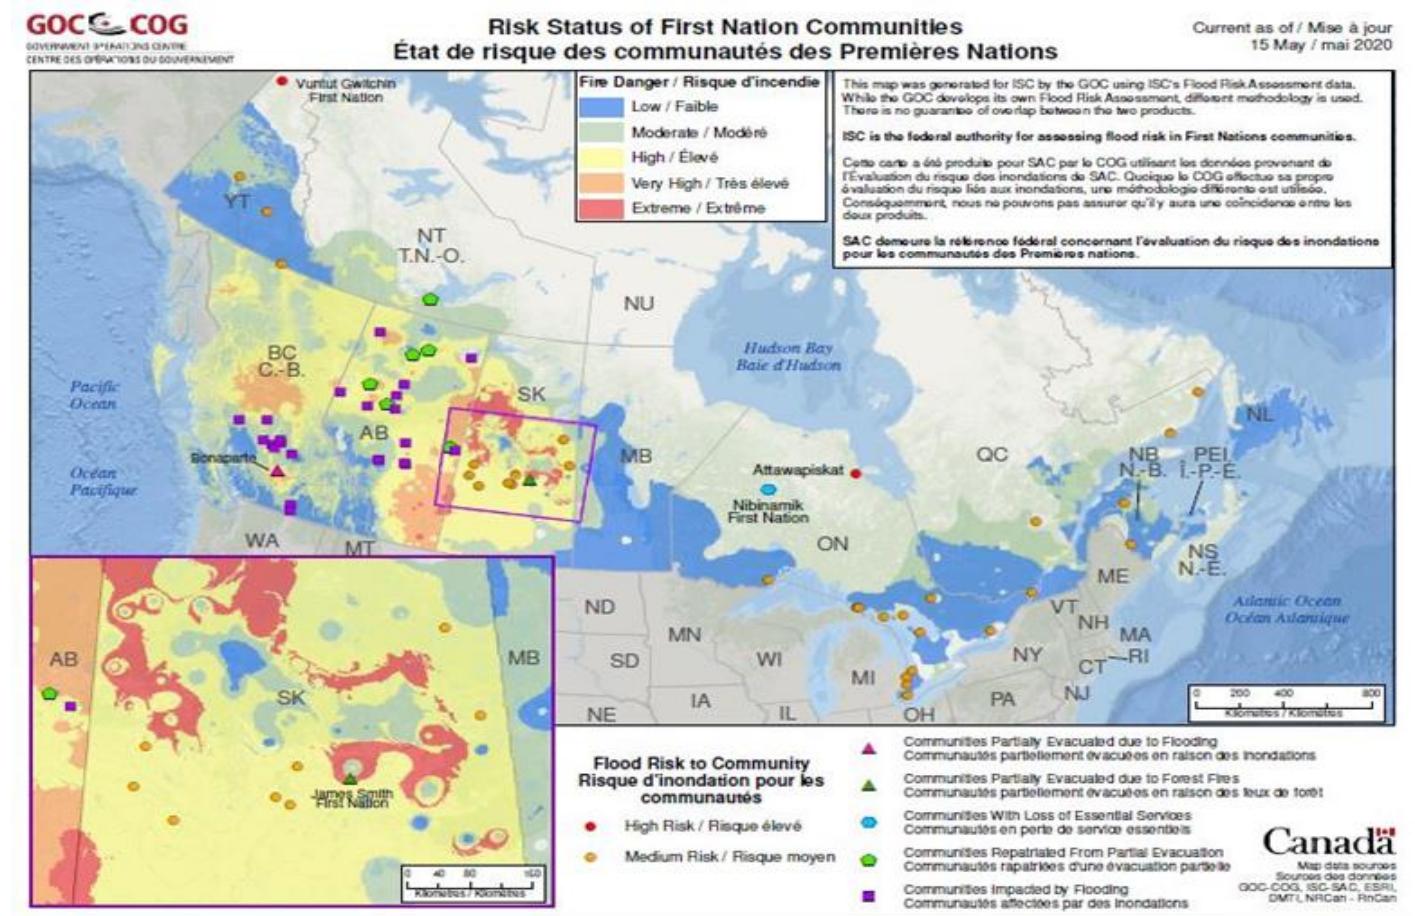 GOC COG
GOVERNMENT OPERATIONS CENTRE
CENTRE DES OPÉRATIONS DU GOUVERNEMENT
Risk Status of First Nation Communities
État de risque des communautés des Premières Nations
Current as of / Mise à jour
15 May / mai 2020
Vuntut Gwitchin
First Nation
Fire Danger / Risque d'incendie
Low / Faible
Moderate / Modéré
High / Élevé
Very High / Très élevé
Extreme / Extrême
This map was generated for ISC by the GOC using ISC's Flood Risk Assessment data.
While the GOC develops its own Flood Risk Assessment, different methodology is used.
There is no guarantee of overlap between the two products.
ISC is the federal authority for assessing flood risk in First Nations communities.
Cette carte a été produite pour SAC par le COG utilisant les données provenant de
l'Évaluation du risque des inondations de SAC. Quoique le COG effectue sa propre
évaluation du risque liés aux inondations, une méthodologie différente est utilisée.
Conséquemment, nous ne pouvons pas assurer qu'il y aura une coïncidence entre les
deux produits.
SAC demeure la référence fédéral concernant l'évaluation du risque des inondations
pour les communautés des Premières nations.
YT
NT
T.N.-O.
NU
Hudson Bay
Baie d'Hudson
BC
C.-B.
Pacific
Ocean
SK
NL
AB
MB
QC
NB
N.-B.
PEI
Î.-P.-É.
Bonaparte
Attawapiskat
Océan
Pacifique
Nibinamik
First Nation
ON
WA
MT
NS
N.-É.
ME
ND
VT
NH
Atlantic Ocean
Océan Atlantique
MN
MA
RI
SD
WI
NY
CT
MI
IA
PA
NJ
NE
IL
OH
0 200 400 800
Kilometres / Kilomètres
AB
MB
SK
James Smith
First Nation
0 40 80 160
Kilometres / Kilomètres
Flood Risk to Community
Risque d'inondation pour les
communautés
High Risk / Risque élevé
Medium Risk / Risque moyen
Communities Partially Evacuated due to Flooding
Communautés partiellement évacuées en raison des inondations
Communities Partially Evacuated due to Forest Fires
Communautés partiellement évacuées en raison des feux de forêt
Communities With Loss of Essential Services
Communautés en perte de service essentiels
Communities Repatriated From Partial Evacuation
Communautés rapatriées d'une évacuation partielle
Communities Impacted by Flooding
Communautés affectées par des inondations
Canada
Map data sources
Sources des données
GOC-COG, ISC-SAC, ESRI,
DMTI, NRCan - RnCan